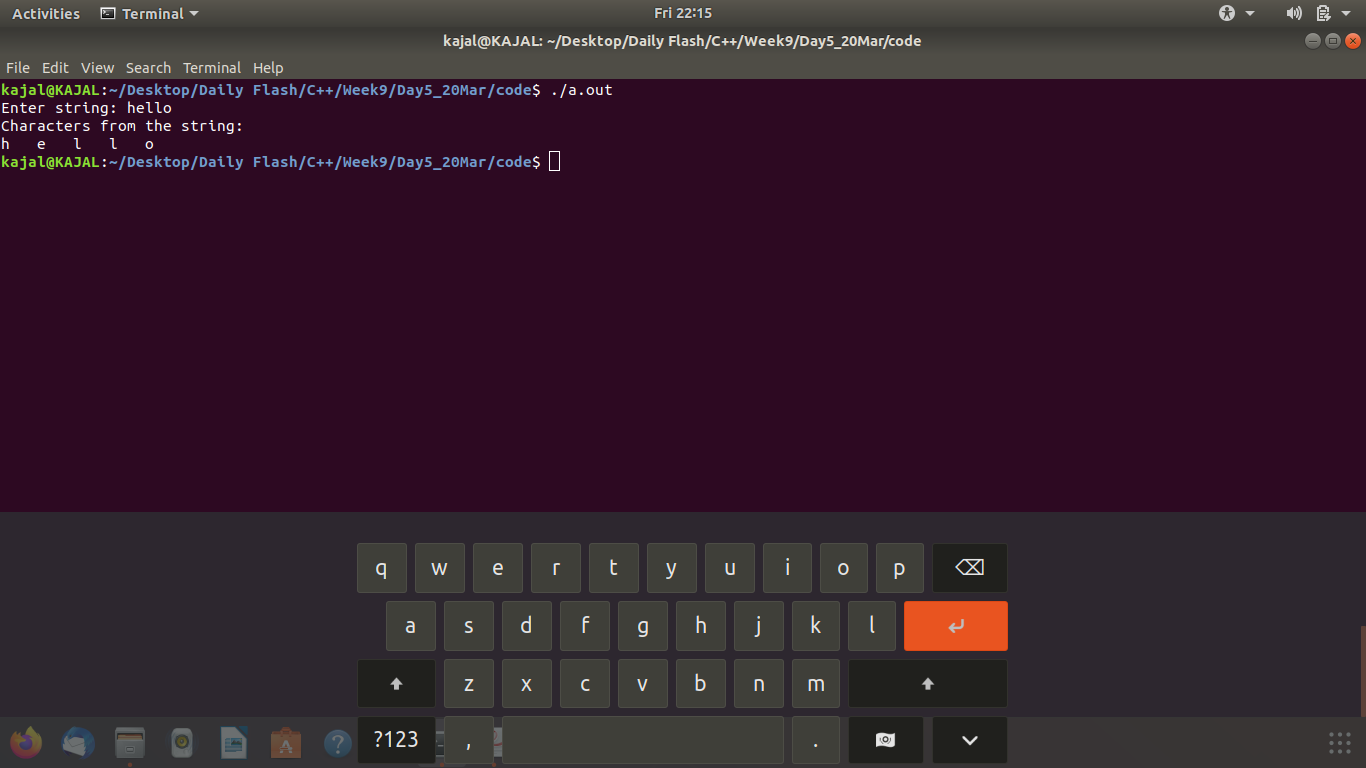 Activities Terminal Fri 22:15
kajal@KAJAL: ~/Desktop/Daily Flash/C++/Week9/Day5_20Mar/code
File Edit View Search Terminal Help
kajal@KAJAL:~/Desktop/Daily Flash/C++/Week9/Day5_20Mar/code$ ./a.out
Enter string: hello
Characters from the string:
h   e   l   l   o
kajal@KAJAL:~/Desktop/Daily Flash/C++/Week9/Day5_20Mar/code$
q w e r t y u i o p
a s d f g h j k l
z x c v b n m
?123 , .